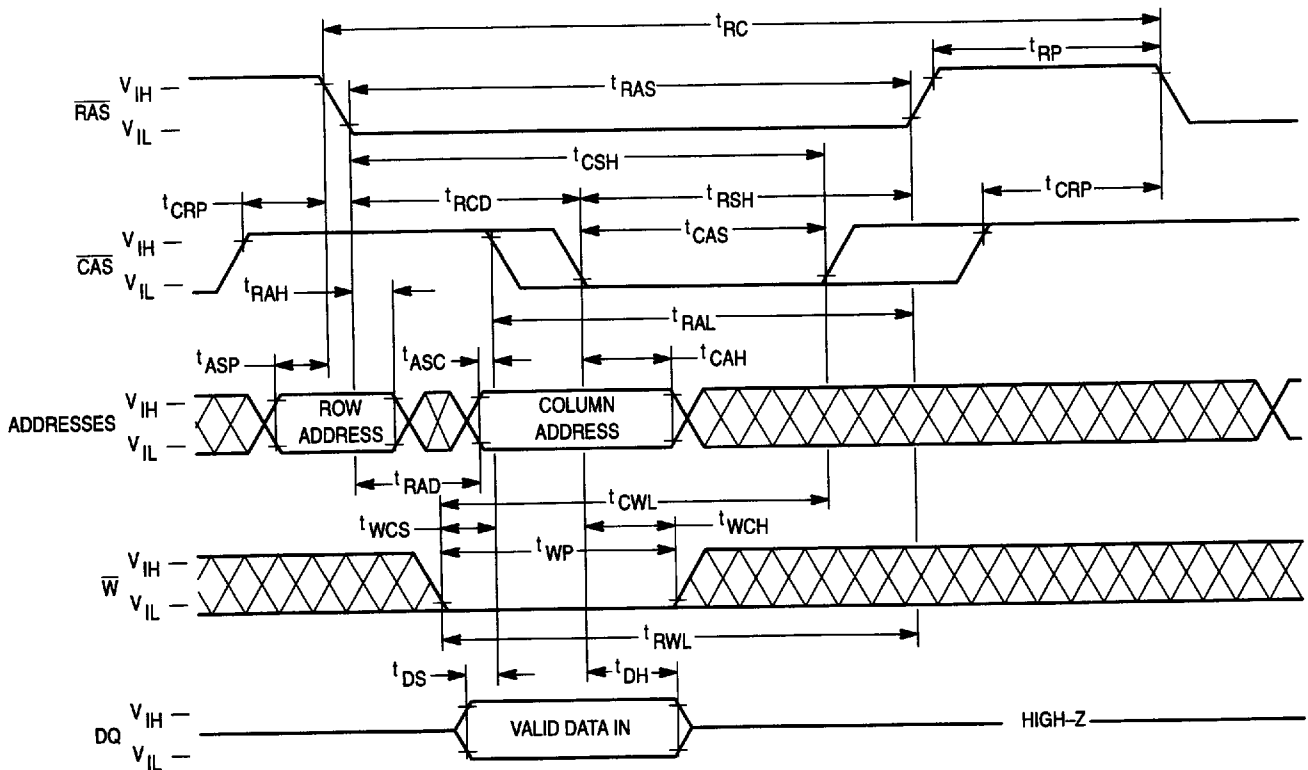 tRC
tRP
VIH
RAS
VIL
tRAS
tCSH
tCRP
tRCD
tRSH
tCRP
VIH
CAS
VIL
tCAS
tRAH
tRAL
tASP
tASC
tCAH
ADDRESSES
VIH
VIL
ROW ADDRESS
COLUMN ADDRESS
tRAD
tCWL
tWCS
tWCH
tWP
VIH
W
VIL
tRWL
tDS
tDH
VIH
DQ
VIL
VALID DATA IN
HIGH–Z